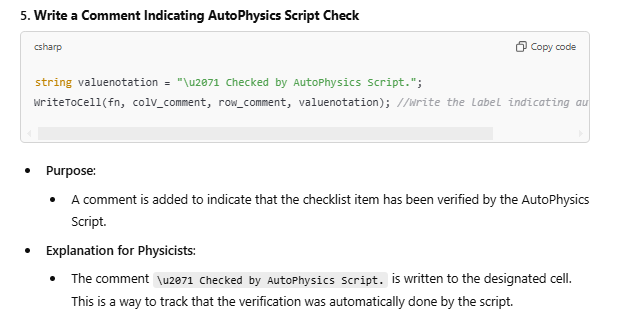 5. Write a Comment Indicating AutoPhysics Script Check
csharp
Copy code
string valuenotation = "\u2071 Checked by AutoPhysics Script.";
WriteToCell(fn, colV_comment, row_comment, valuenotation); //Write the Label indicating au
Purpose:
A comment is added to indicate that the checklist item has been verified by the AutoPhysics
Script.
Explanation for Physicists:
The comment \u2071 Checked by AutoPhysics Script. is written to the designated cell.
This is a way to track that the verification was automatically done by the script.